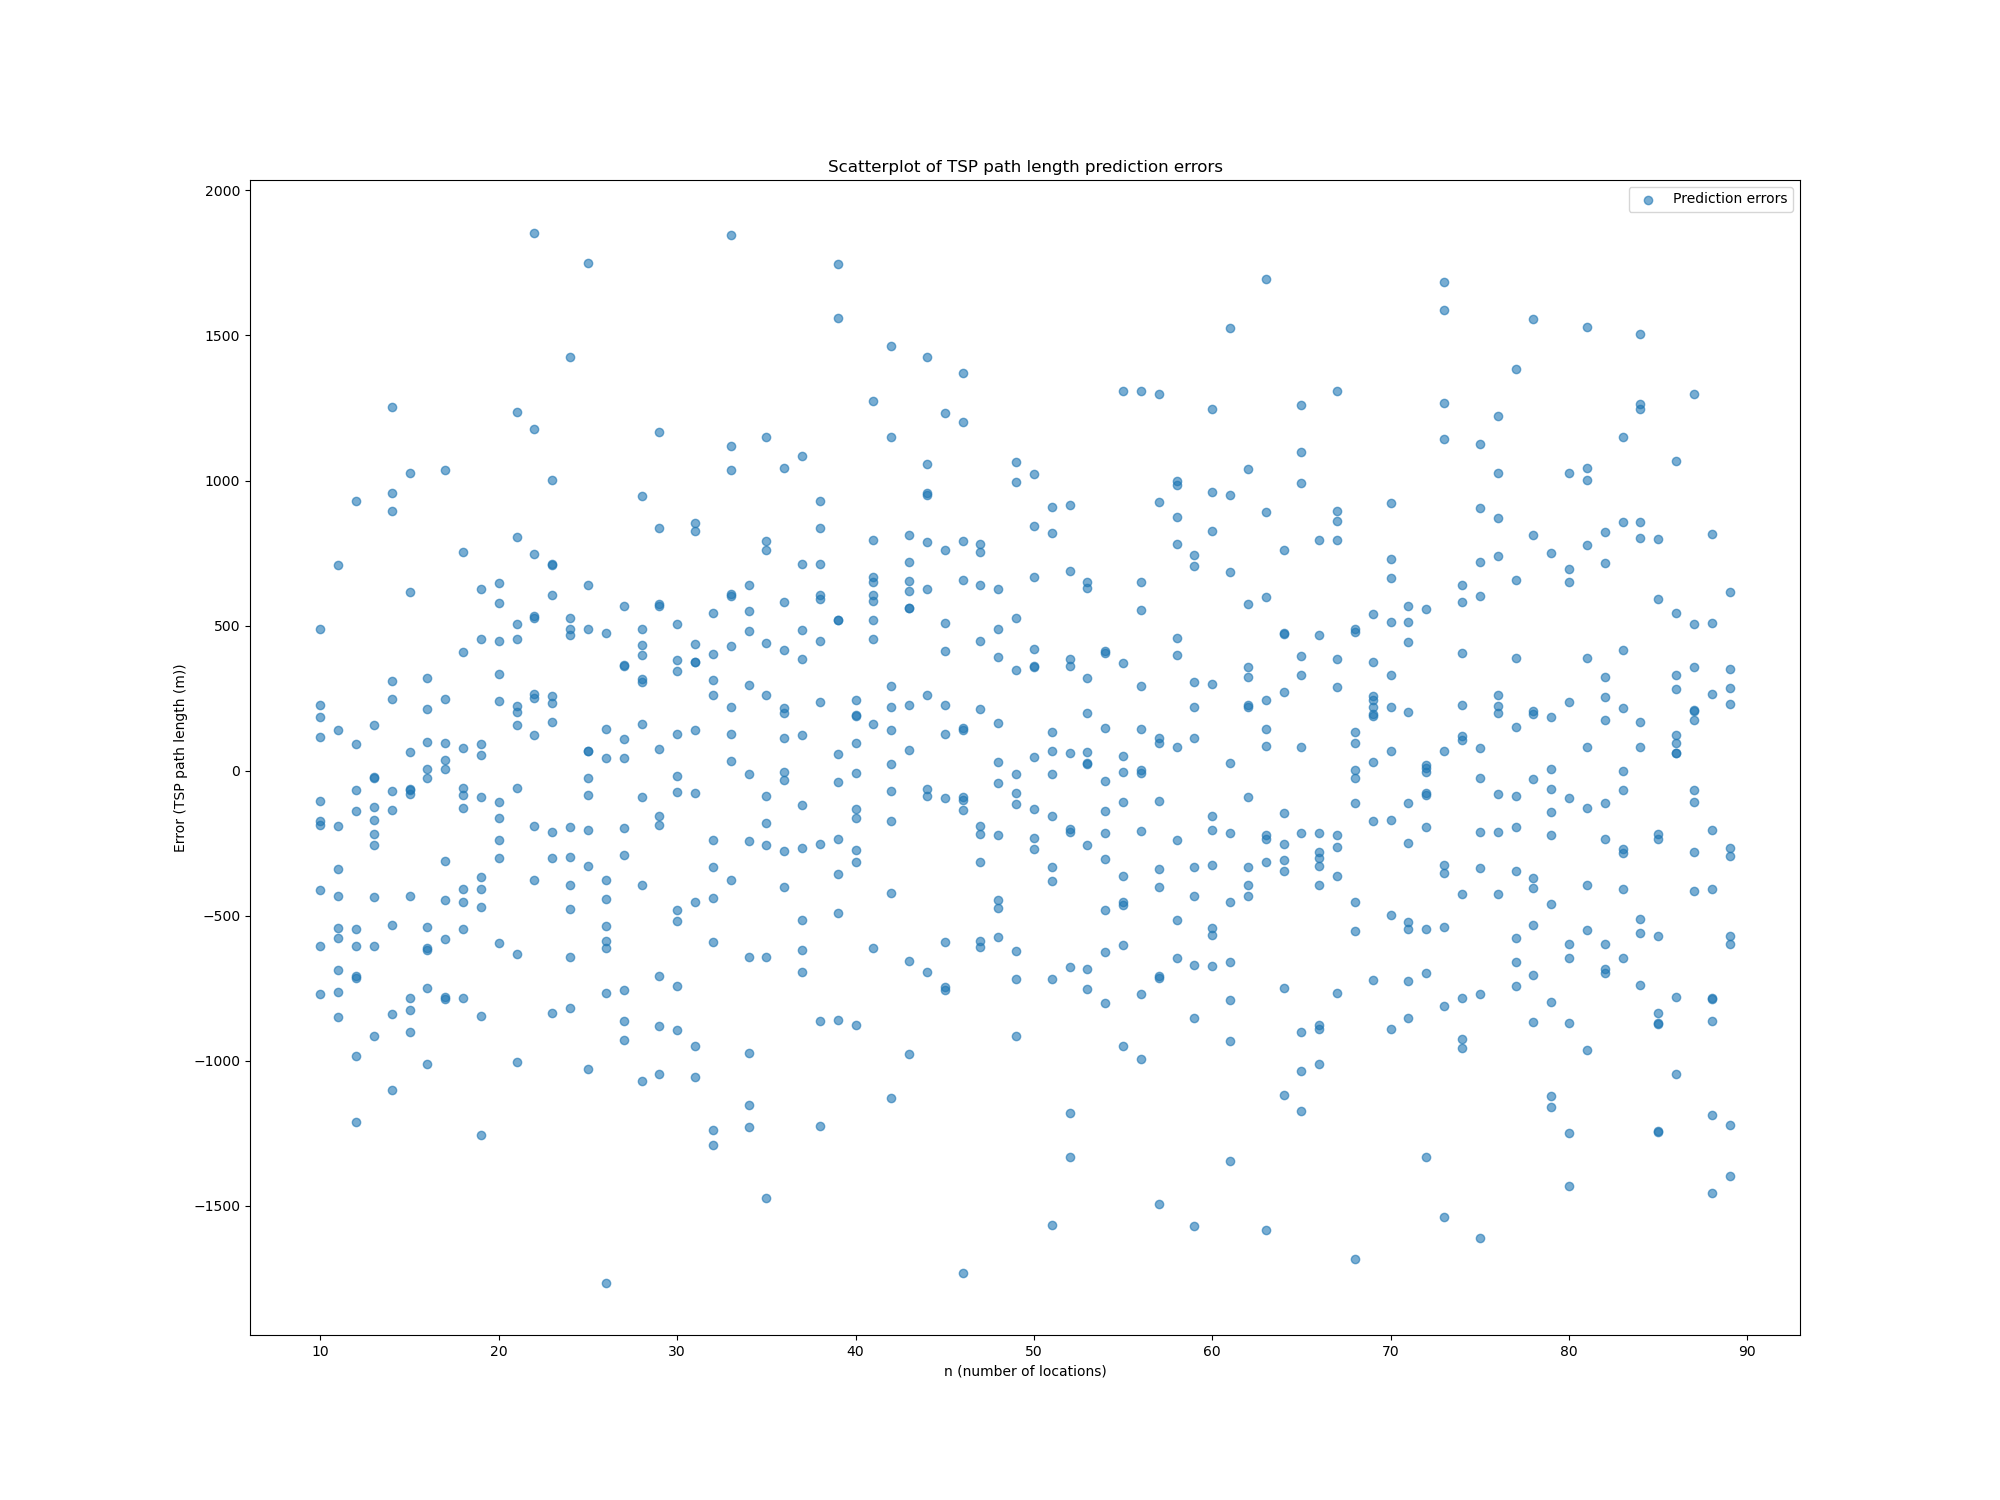 Scatterplot of TSP path length prediction errors
Prediction errors
2000
1500
1000
500
0
−500
−1000
−1500
Error (TSP path length (m))
10 20 30 40 50 60 70 80 90
n (number of locations)